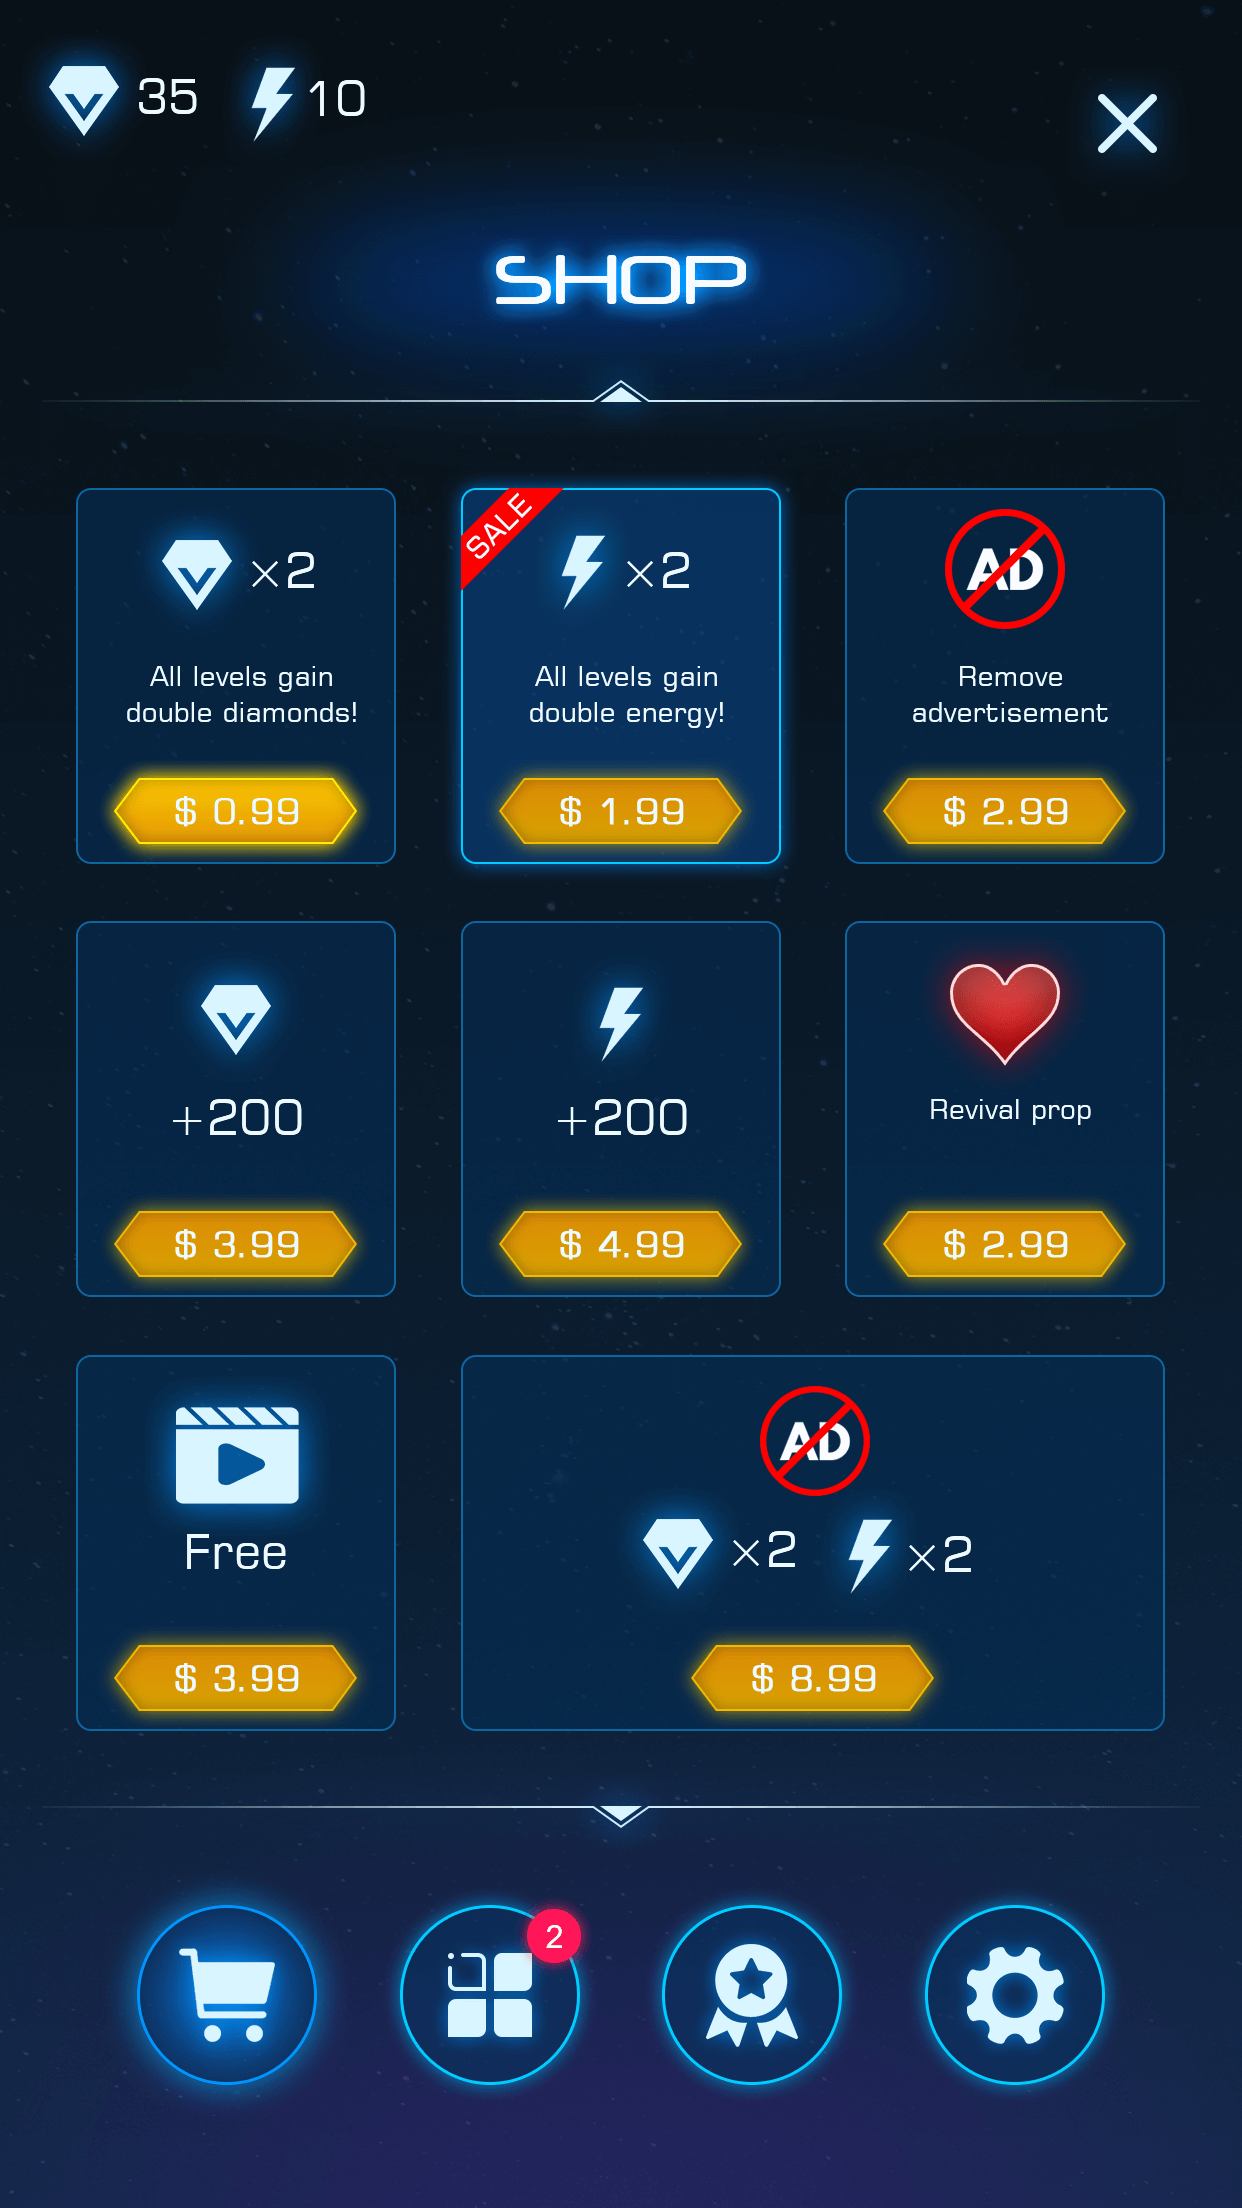 35 10
SHOP
×2
All levels gain
double diamonds!
$ 0.99
SALE
×2
All levels gain
double energy!
$ 1.99
AD
Remove
advertisement
$ 2.99
+200
$ 3.99
+200
$ 4.99
Revival prop
$ 2.99
Free
$ 3.99
AD
×2 ×2
$ 8.99
2